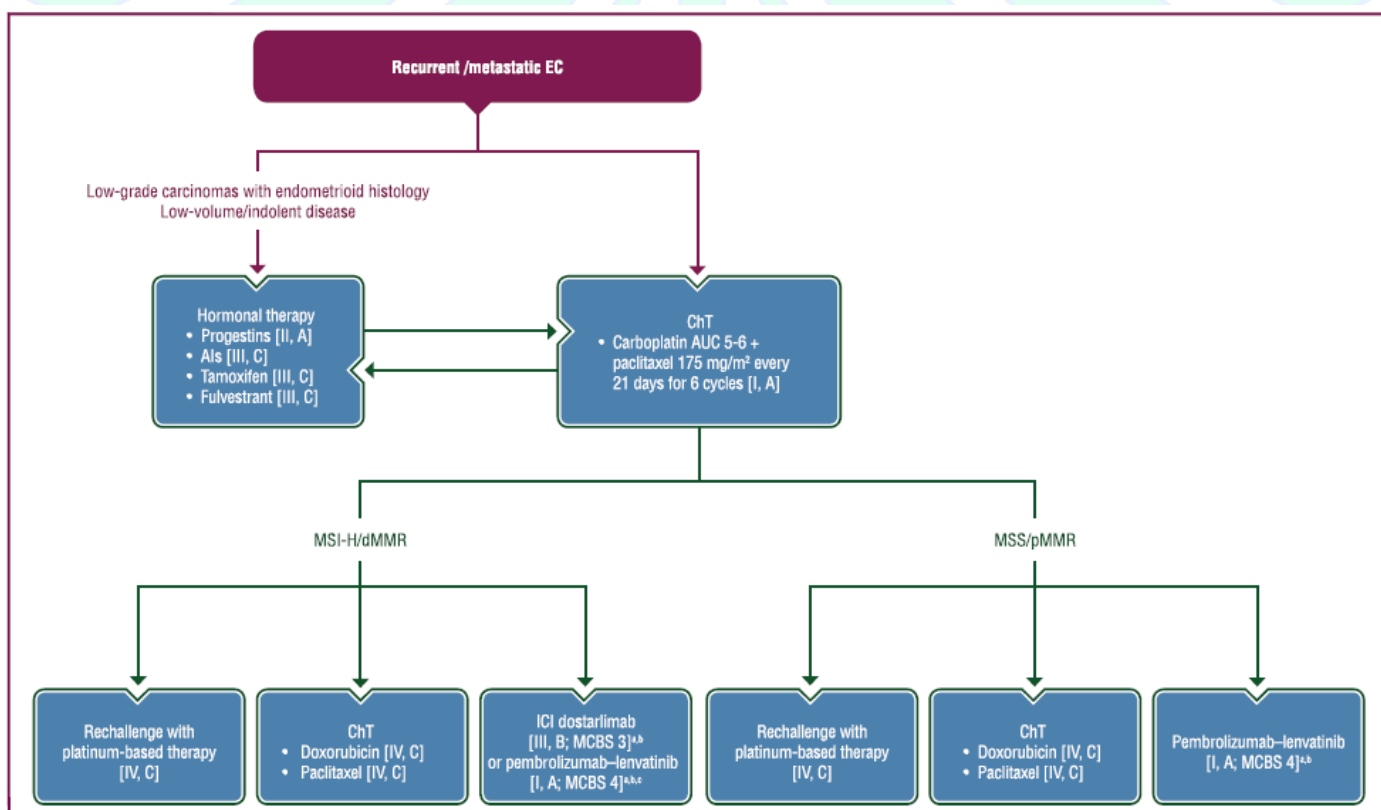 Recurrent /metastatic EC
Low-grade carcinomas with endometrioid histology
Low-volume/indolent disease
Hormonal therapy
• Progestins [II, A]
• AIs [III, C]
• Tamoxifen [III, C]
• Fulvestrant [III, C]
ChT
• Carboplatin AUC 5-6 +
paclitaxel 175 mg/m² every
21 days for 6 cycles [I, A]
MSI-H/dMMR
MSS/pMMR
Rechallenge with
platinum-based therapy
[IV, C]
ChT
• Doxorubicin [IV, C]
• Paclitaxel [IV, C]
ICI dostarlimab
[III, B; MCBS 3]ᵃ,ᵇ
or pembrolizumab–lenvatinib
[I, A; MCBS 4]ᵃ,ᵇ,ᶜ
Rechallenge with
platinum-based therapy
[IV, C]
ChT
• Doxorubicin [IV, C]
• Paclitaxel [IV, C]
Pembrolizumab–lenvatinib
[I, A; MCBS 4]ᵃ,ᵇ